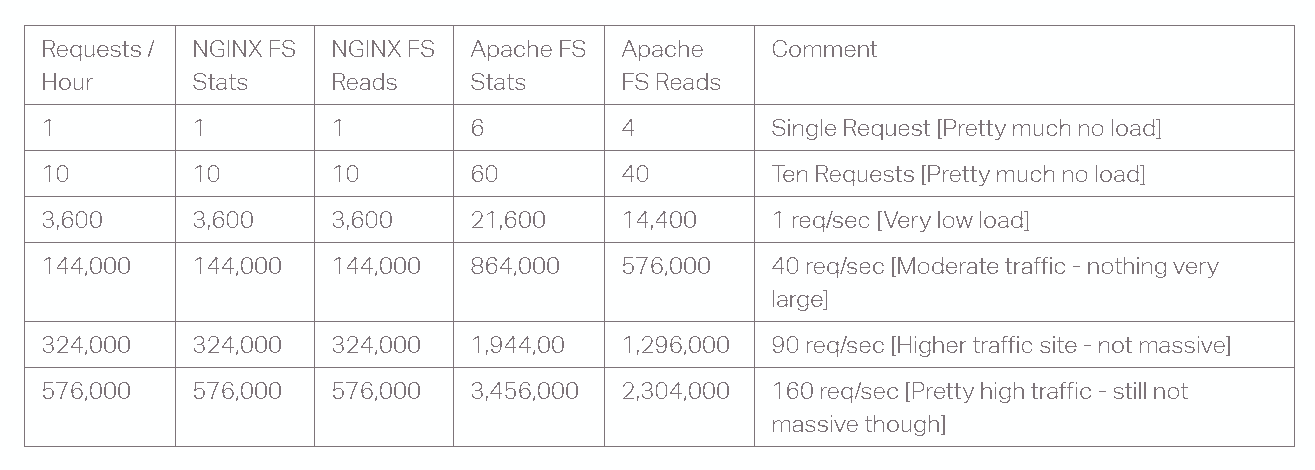 Requests / Hour NGINX FS Stats NGINX FS Reads Apache FS Stats Apache FS Reads Comment
1 1 1 6 4 Single Request [Pretty much no load]
10 10 10 60 40 Ten Requests [Pretty much no load]
3,600 3,600 3,600 21,600 14,400 1 req/sec [Very low load]
144,000 144,000 144,000 864,000 576,000 40 req/sec [Moderate traffic - nothing very
large]
324,000 324,000 324,000 1,944,00 1,296,000 90 req/sec [Higher traffic site - not massive]
576,000 576,000 576,000 3,456,000 2,304,000 160 req/sec [Pretty high traffic - still not
massive though]